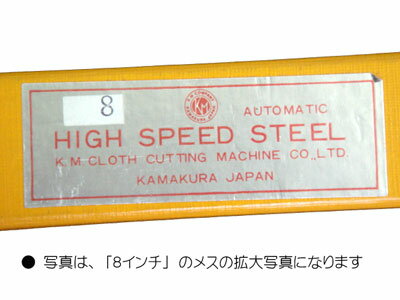 8
KM
AUTOMATIC
HIGH SPEED STEEL
K.M. CLOTH CUTTING MACHINE CO.,LTD.
KAMAKURA JAPAN
● 写真は、「8インチ」のメスの拡大写真になります